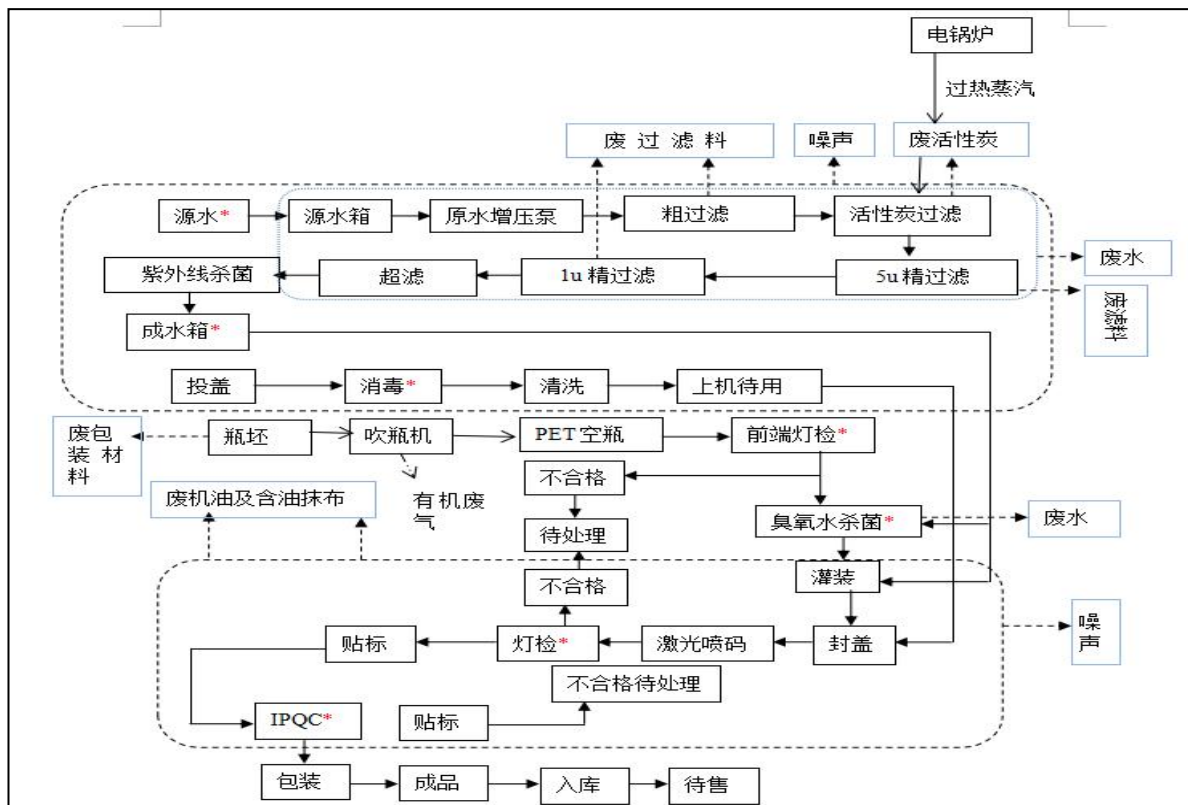 电锅炉
过热蒸汽
废过滤料
噪声
废活性炭
源水*
源水箱
原水增压泵
粗过滤
活性炭过滤
废水
紫外线杀菌
超滤
1u 精过滤
5u 精过滤
废滤料
成水箱*
投盖
消毒*
清洗
上机待用
废包
装材
料
瓶坯
吹瓶机
PET 空瓶
前端灯检*
不合格
有机废
气
废机油及含油抹布
待处理
臭氧水杀菌*
废水
不合格
灌装
噪
声
贴标
灯检*
激光喷码
封盖
不合格待处理
IPQC*
贴标
包装
成品
入库
待售